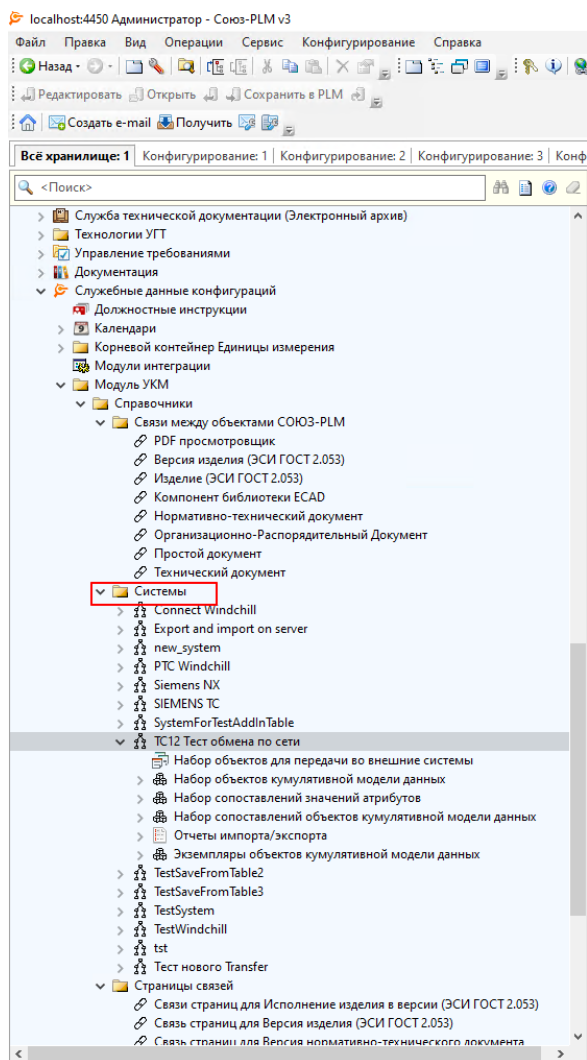 localhost:4450 Администратор - Союз-PLM v3
Файл Правка Вид Операции Сервис Конфигурирование Справка
Назад
Редактировать Открыть Сохранить в PLM
Создать e-mail Получить
Всё хранилище: 1 Конфигурирование: 1 Конфигурирование: 2 Конфигурирование: 3 Конф
<Поиск>
Служба технической документации (Электронный архив)
Технологии УГТ
Управление требованиями
Документация
Служебные данные конфигураций
Должностные инструкции
Календари
Корневой контейнер Единицы измерения
Модули интеграции
Модуль УКМ
Справочники
Связи между объектами СОЮЗ-PLM
PDF просмотровщик
Версия изделия (ЭСИ ГОСТ 2.053)
Изделие (ЭСИ ГОСТ 2.053)
Компонент библиотеки ECAD
Нормативно-технический документ
Организационно-Распорядительный Документ
Простой документ
Технический документ
Системы
Connect Windchill
Export and import on server
new_system
PTC Windchill
Siemens NX
SIEMENS TC
SystemForTestAddInTable
TC12 Тест обмена по сети
Набор объектов для передачи во внешние системы
Набор объектов кумулятивной модели данных
Набор сопоставлений значений атрибутов
Набор сопоставлений объектов кумулятивной модели данных
Отчеты импорта/экспорта
Экземпляры объектов кумулятивной модели данных
TestSaveFromTable2
TestSaveFromTable3
TestSystem
TestWindchill
tst
Тест нового Transfer
Страницы связей
Связи страниц для Исполнение изделия в версии (ЭСИ ГОСТ 2.053)
Связь страниц для Версия изделия (ЭСИ ГОСТ 2.053)
Связь страниц для Версия нормативно-технического документа